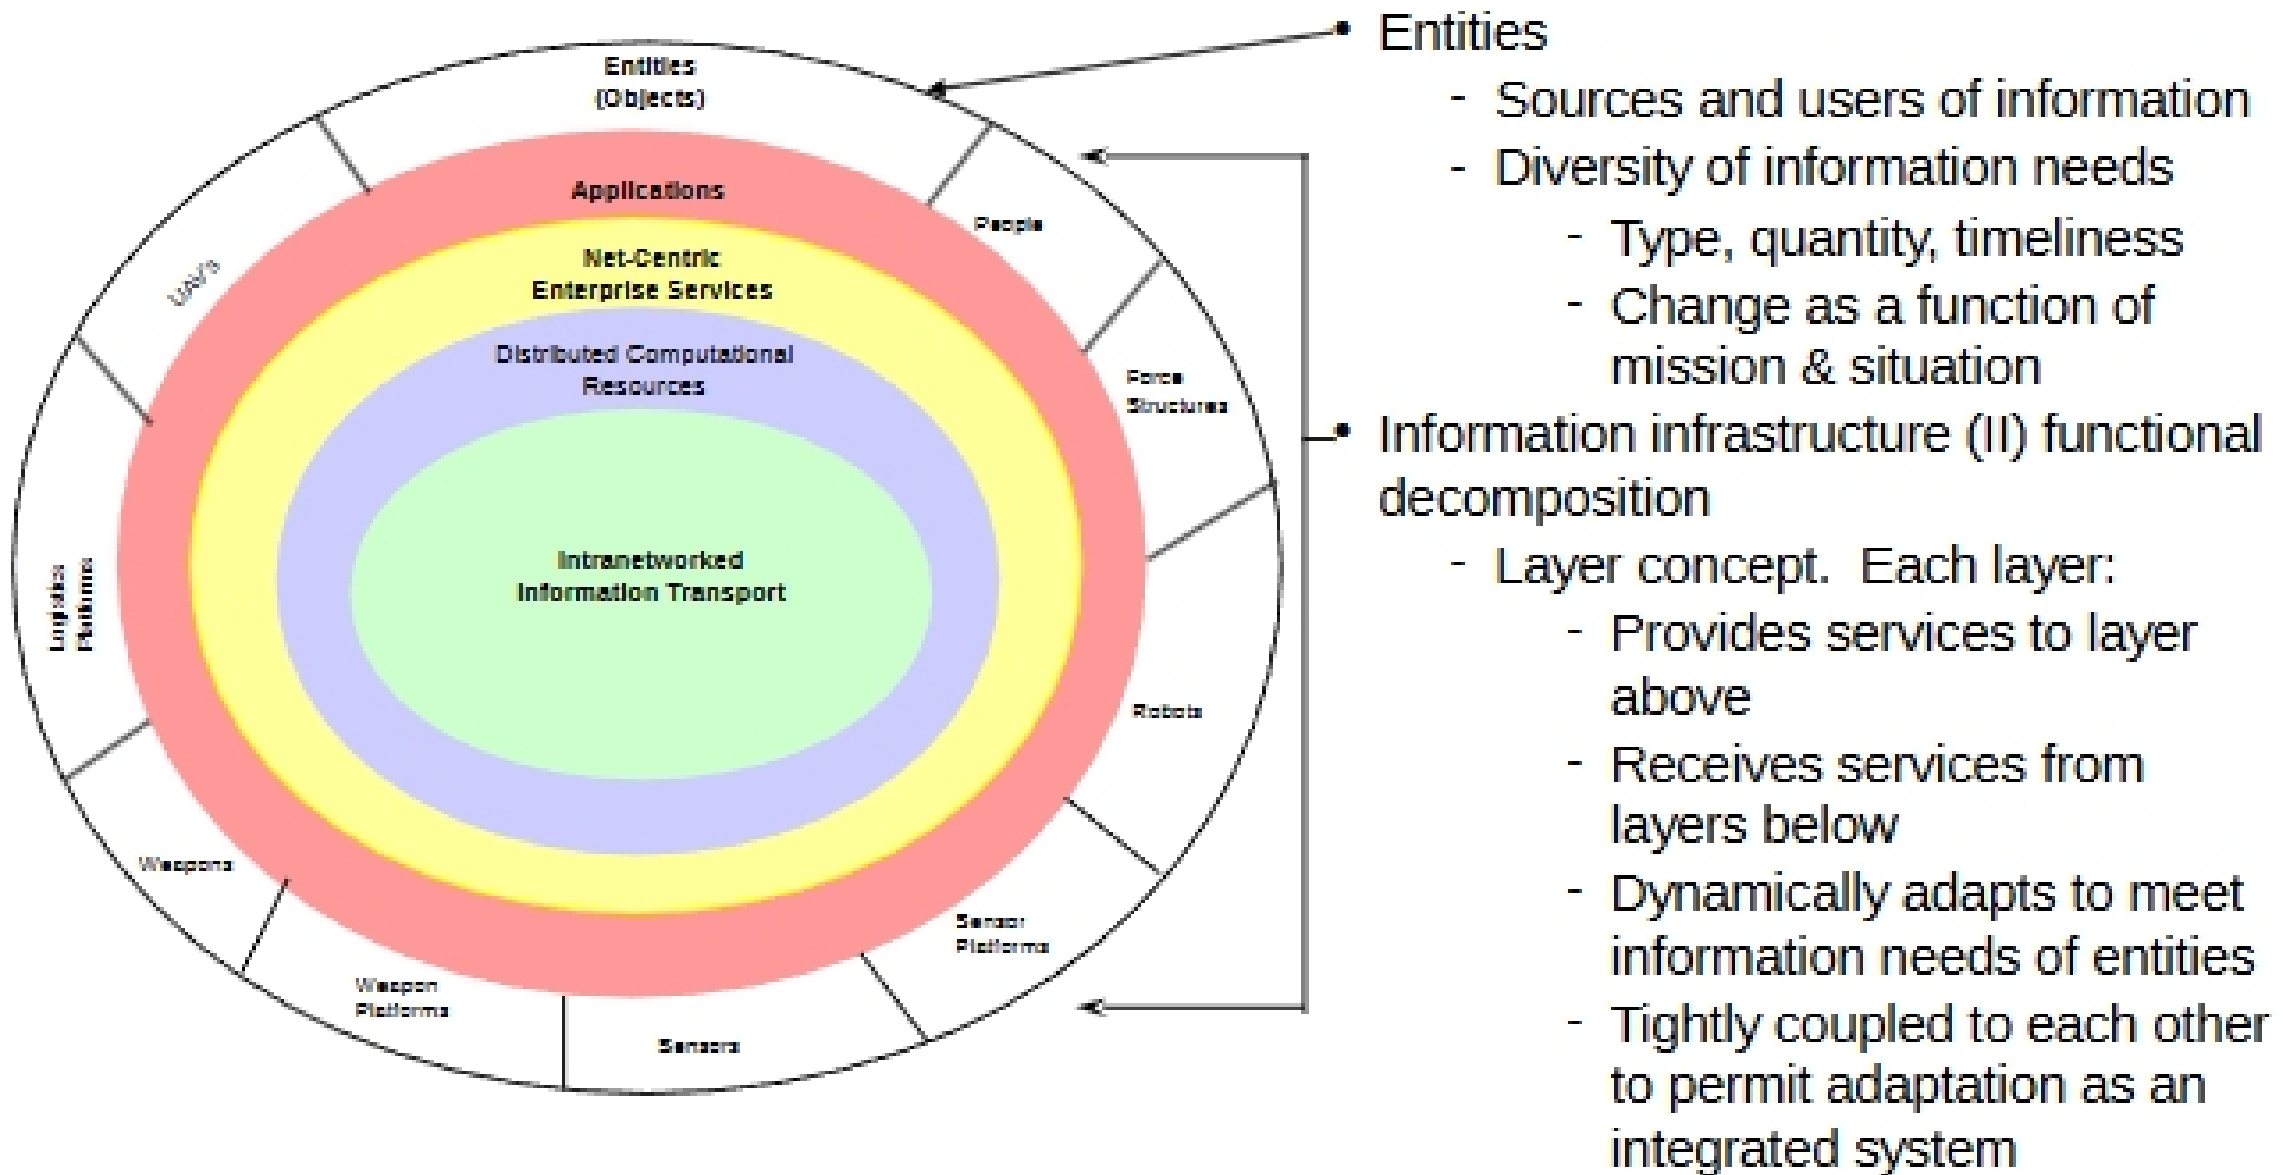 Entities
(Objects)
Applications
Net-Centric
Enterprise Services
Distributed Computational
Resources
Intranetworked
Information Transport
People
Force
Structures
Robots
Sensor
Platforms
Sensors
Weapon
Platforms
Weapons
Logistics
Platforms
UAV's
• Entities
- Sources and users of information
- Diversity of information needs
- Type, quantity, timeliness
- Change as a function of
mission & situation
• Information infrastructure (II) functional
decomposition
- Layer concept.  Each layer:
- Provides services to layer
above
- Receives services from
layers below
- Dynamically adapts to meet
information needs of entities
- Tightly coupled to each other
to permit adaptation as an
integrated system